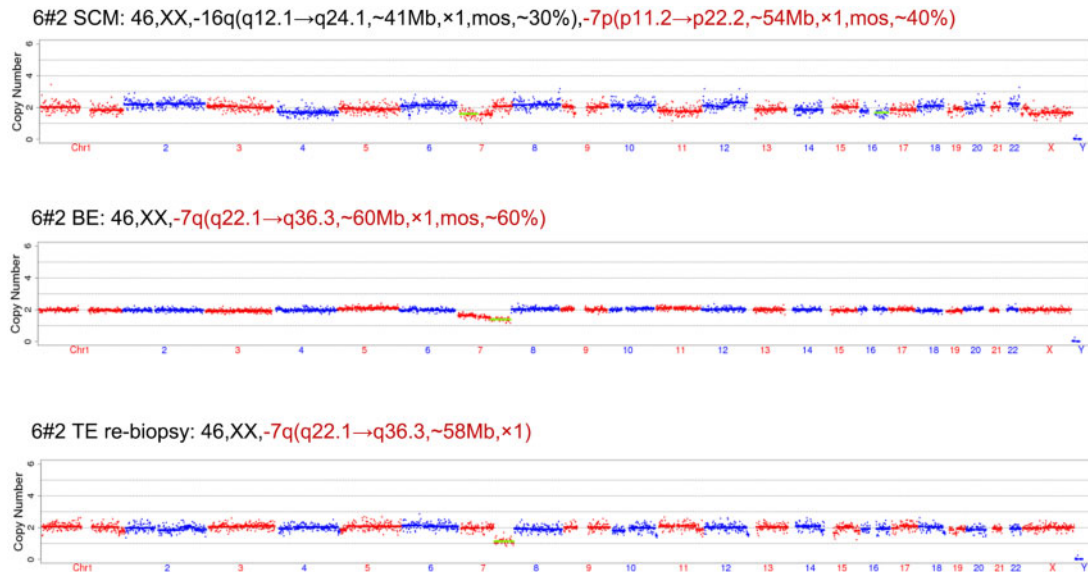 6#2 SCM: 46,XX,-16q(q12.1→q24.1,~41Mb,×1,mos,~30%),-7p(p11.2→p22.2,~54Mb,×1,mos,~40%)
Copy Number
0 2 4 6
Chr1 2 3 4 5 6 7 8 9 10 11 12 13 14 15 16 17 18 19 20 21 22 X Y
6#2 BE: 46,XX,-7q(q22.1→q36.3,~60Mb,×1,mos,~60%)
Copy Number
0 2 4 6
Chr1 2 3 4 5 6 7 8 9 10 11 12 13 14 15 16 17 18 19 20 21 22 X Y
6#2 TE re-biopsy: 46,XX,-7q(q22.1→q36.3,~58Mb,×1)
Copy Number
0 2 4 6
Chr1 2 3 4 5 6 7 8 9 10 11 12 13 14 15 16 17 18 19 20 21 22 X Y